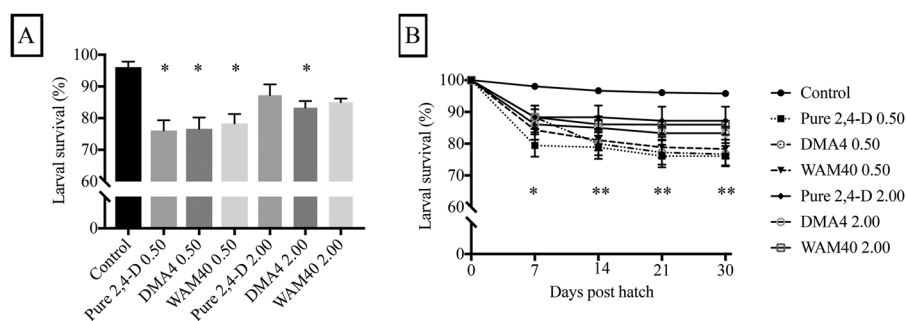 A
Larval survival (%)
100
90
80
70
60
0
* * * *
Control
Pure 2,4-D 0.50
DMA4 0.50
WAM40 0.50
Pure 2,4-D 2.00
DMA4 2.00
WAM40 2.00
B
Larval survival (%)
100
90
80
70
60
0
* ** ** **
0 7 14 21 30
Days post hatch
Control
Pure 2,4-D 0.50
DMA4 0.50
WAM40 0.50
Pure 2,4-D 2.00
DMA4 2.00
WAM40 2.00